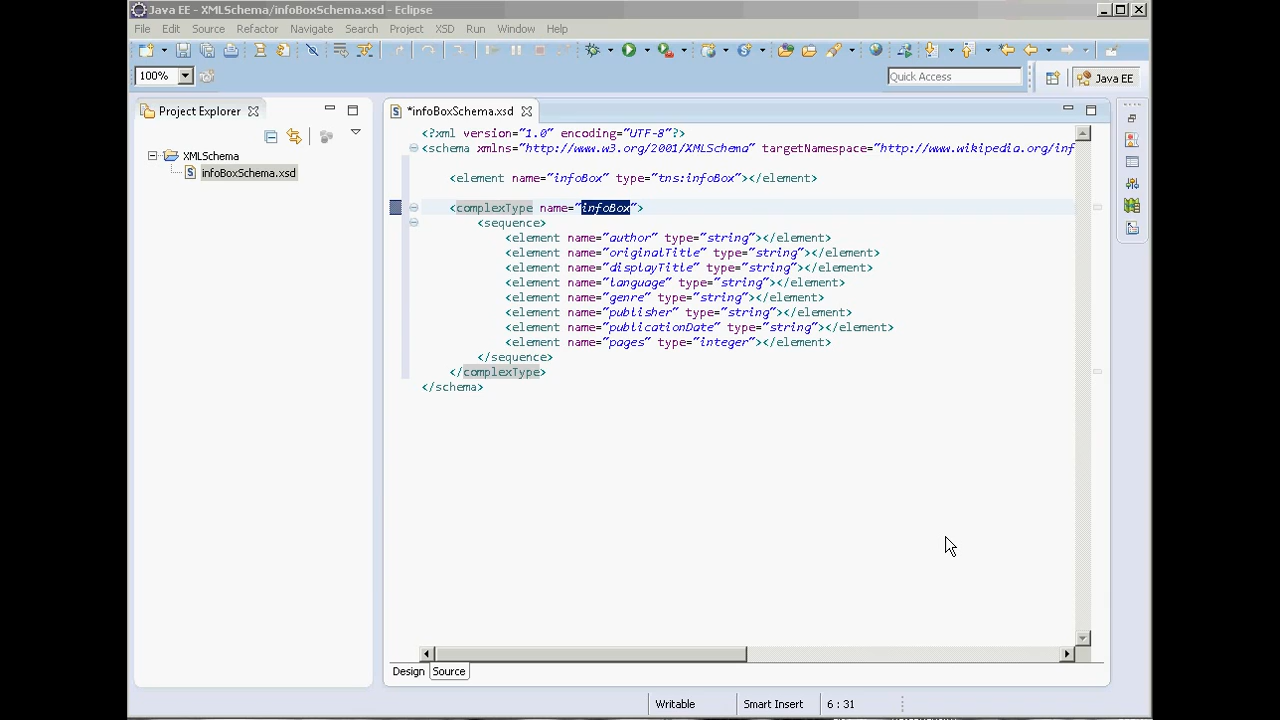 Java EE - XMLSchema/infoBoxSchema.xsd - Eclipse
File Edit Source Refactor Navigate Search Project XSD Run Window Help
100%
Quick Access
Java EE
Project Explorer
*infoBoxSchema.xsd
XMLSchema
infoBoxSchema.xsd
<?xml version="1.0" encoding="UTF-8"?>
<schema xmlns="http://www.w3.org/2001/XMLSchema" targetNamespace="http://www.wikipedia.org/inf
<element name="infoBox" type="tns:infoBox"></element>
<complexType name="infoBox">
<sequence>
<element name="author" type="string"></element>
<element name="originalTitle" type="string"></element>
<element name="displayTitle" type="string"></element>
<element name="language" type="string"></element>
<element name="genre" type="string"></element>
<element name="publisher" type="string"></element>
<element name="publicationDate" type="string"></element>
<element name="pages" type="integer"></element>
</sequence>
</complexType>
</schema>
Design Source
Writable Smart Insert 6 : 31